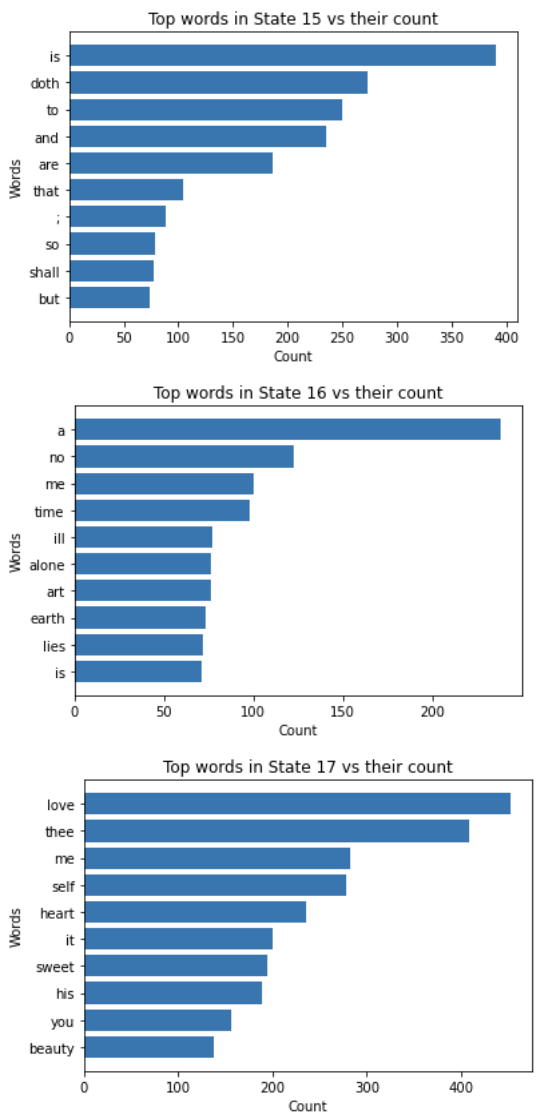 Top words in State 15 vs their count
is
doth
to
and
are
that
;
so
shall
but
Words
0 50 100 150 200 250 300 350 400
Count
Top words in State 16 vs their count
a
no
me
time
ill
alone
art
earth
lies
is
Words
0 50 100 150 200
Count
Top words in State 17 vs their count
love
thee
me
self
heart
it
sweet
his
you
beauty
Words
0 100 200 300 400
Count